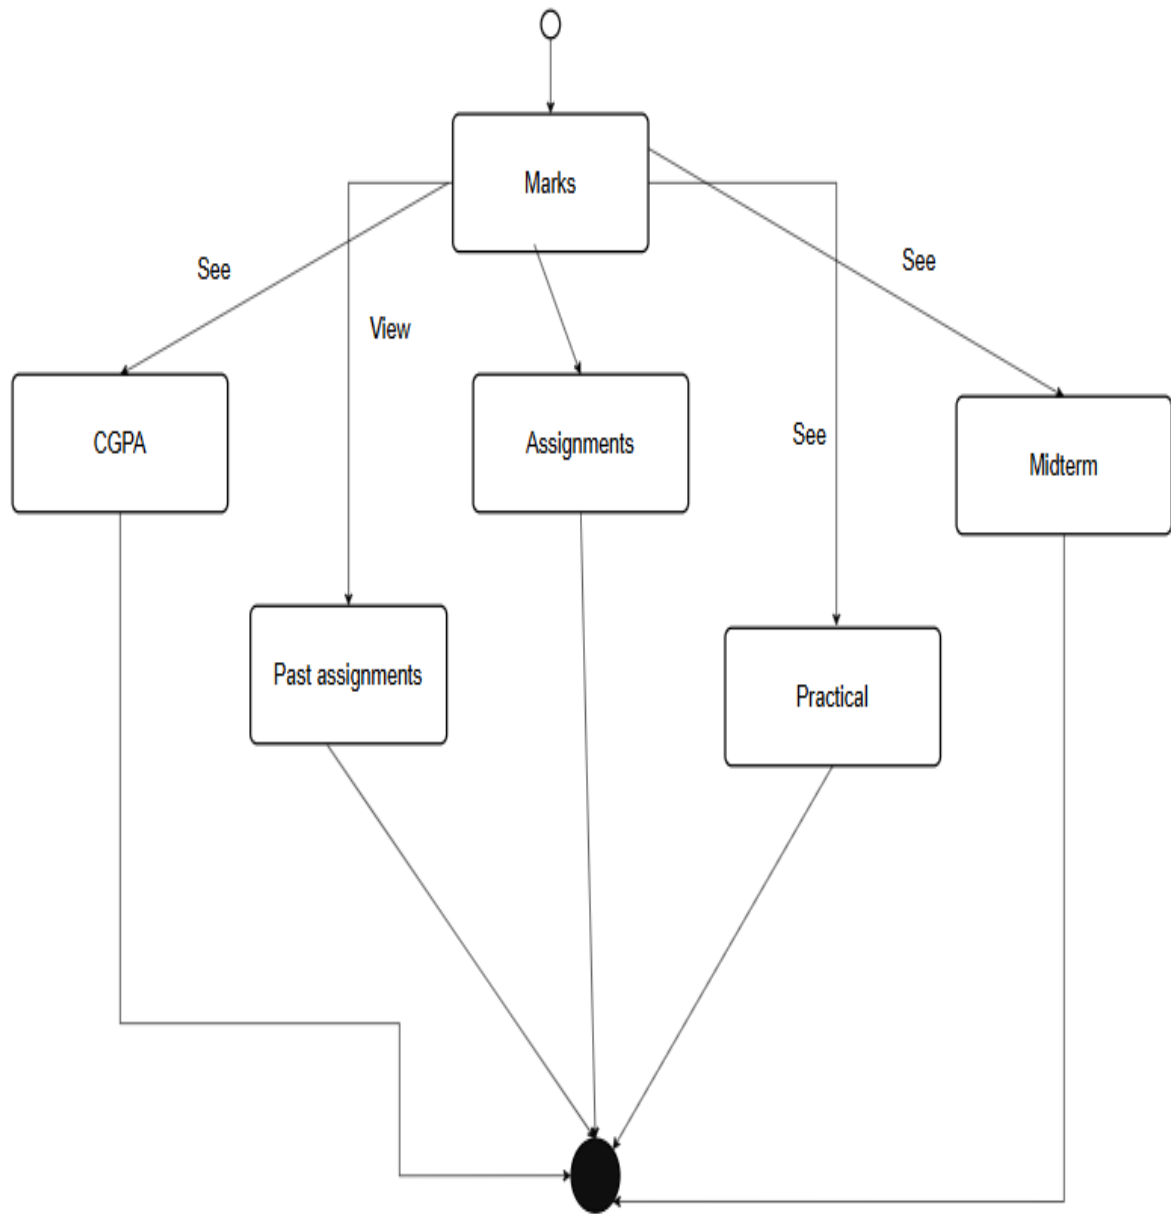 Marks
See
See
View
CGPA
Assignments
See
Midterm
Past assignments
Practical